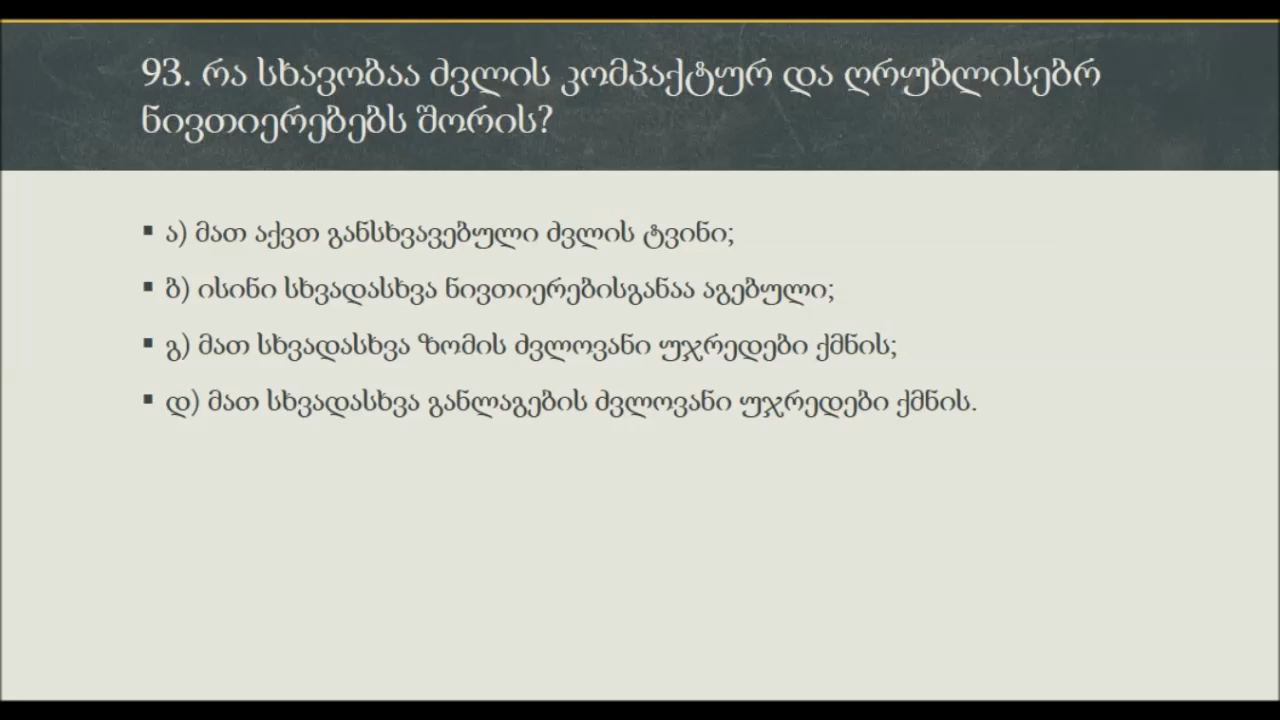 93. რა სხავობაა ძვლის კომპაქტურ და ღრუბლისებრ
ნივთიერებებს შორის?
▪ ა) მათ აქვთ განსხვავებული ძვლის ტვინი;
▪ ბ) ისინი სხვადასხვა ნივთიერებისგანაა აგებული;
▪ გ) მათ სხვადასხვა ზომის ძვლოვანი უჯრედები ქმნის;
▪ დ) მათ სხვადასხვა განლაგების ძვლოვანი უჯრედები ქმნის.